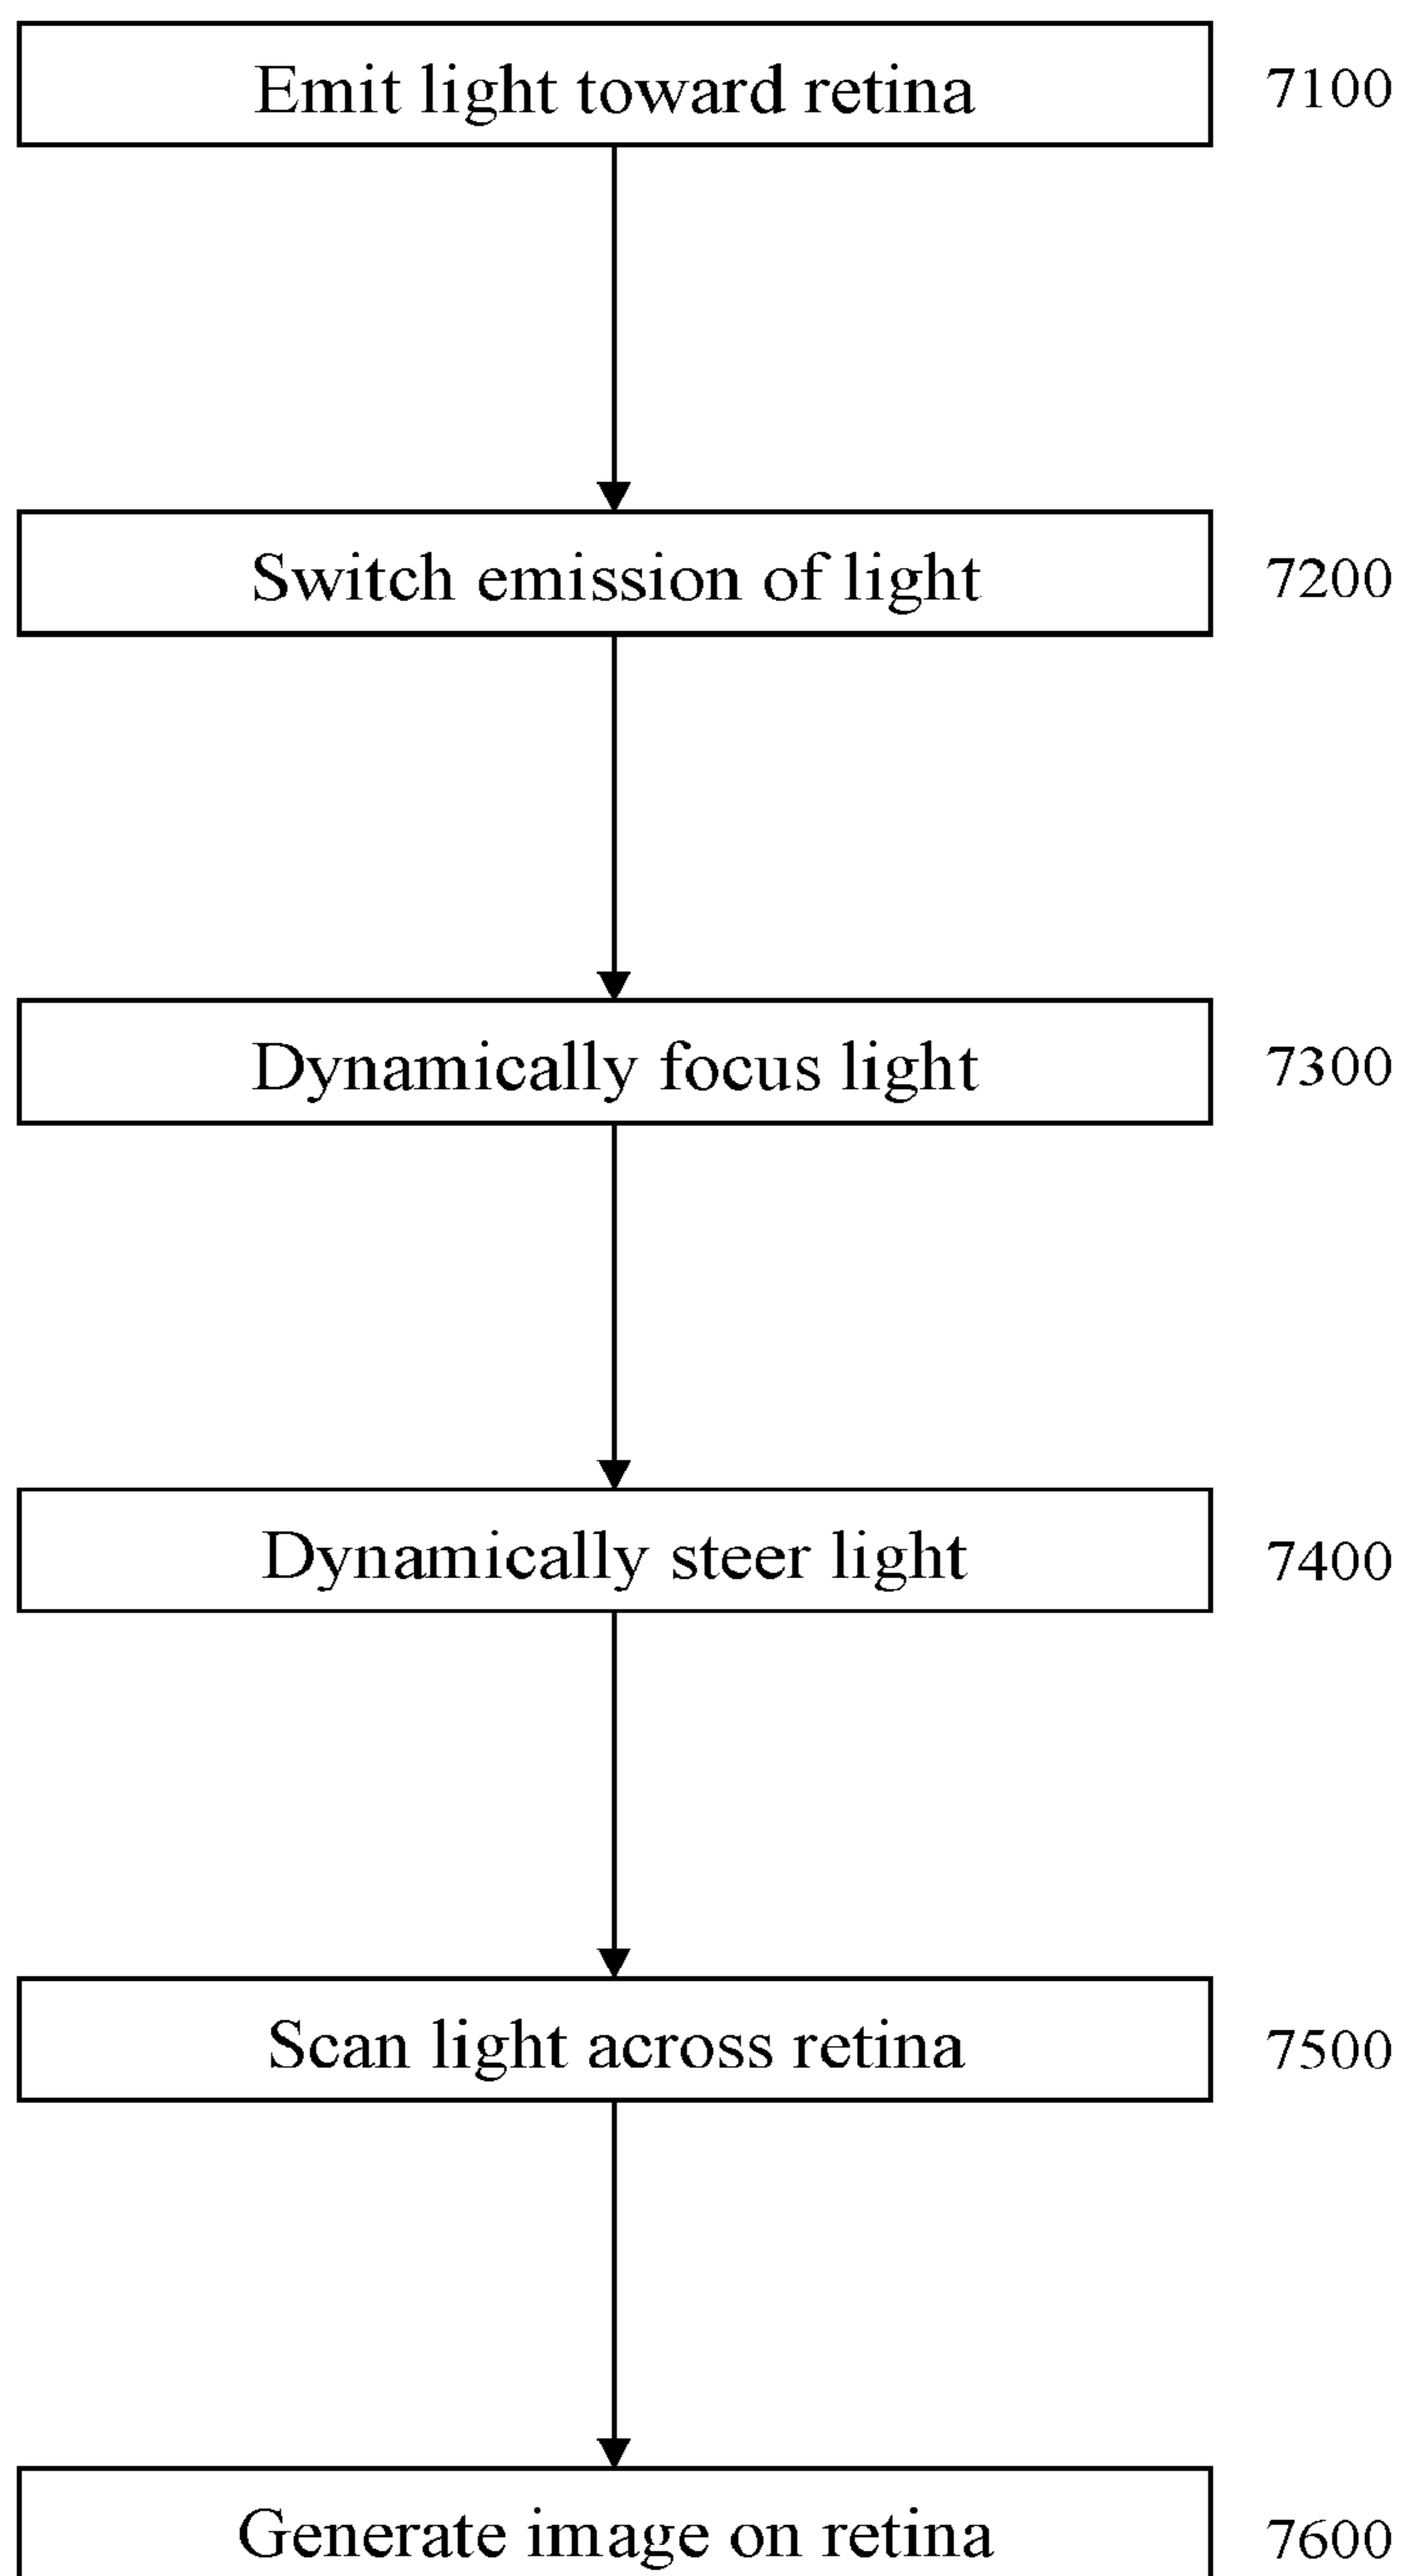 Emit light toward retina 7100
Switch emission of light 7200
Dynamically focus light 7300
Dynamically steer light 7400
Scan light across retina 7500
Generate image on retina 7600